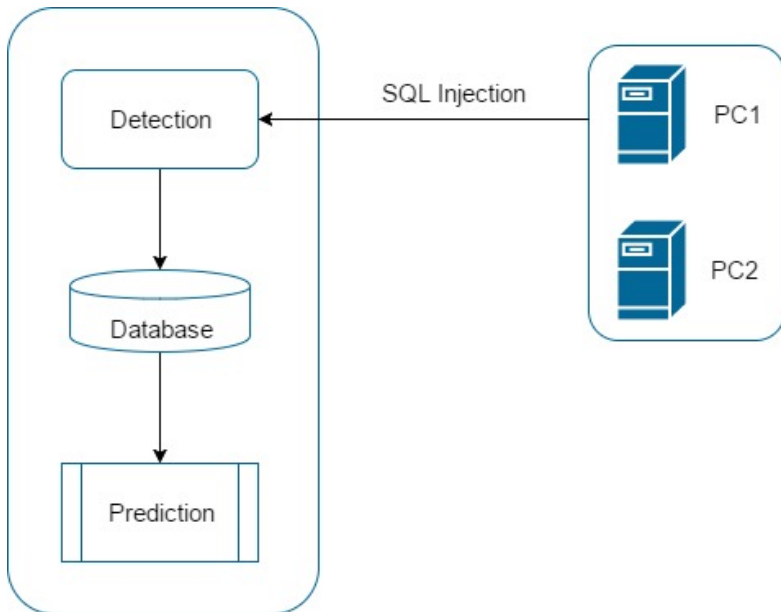 Detection
SQL Injection
PC1
Database
PC2
Prediction